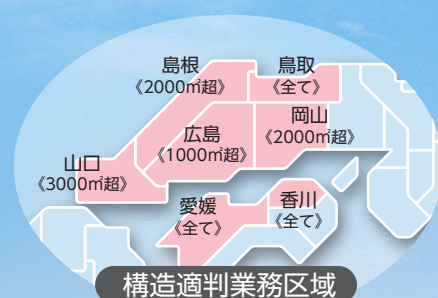 島根
《2000㎡超》
鳥取
《全て》
岡山
《2000㎡超》
広島
《1000㎡超》
山口
《3000㎡超》
愛媛
《全て》
香川
《全て》
構造適判業務区域